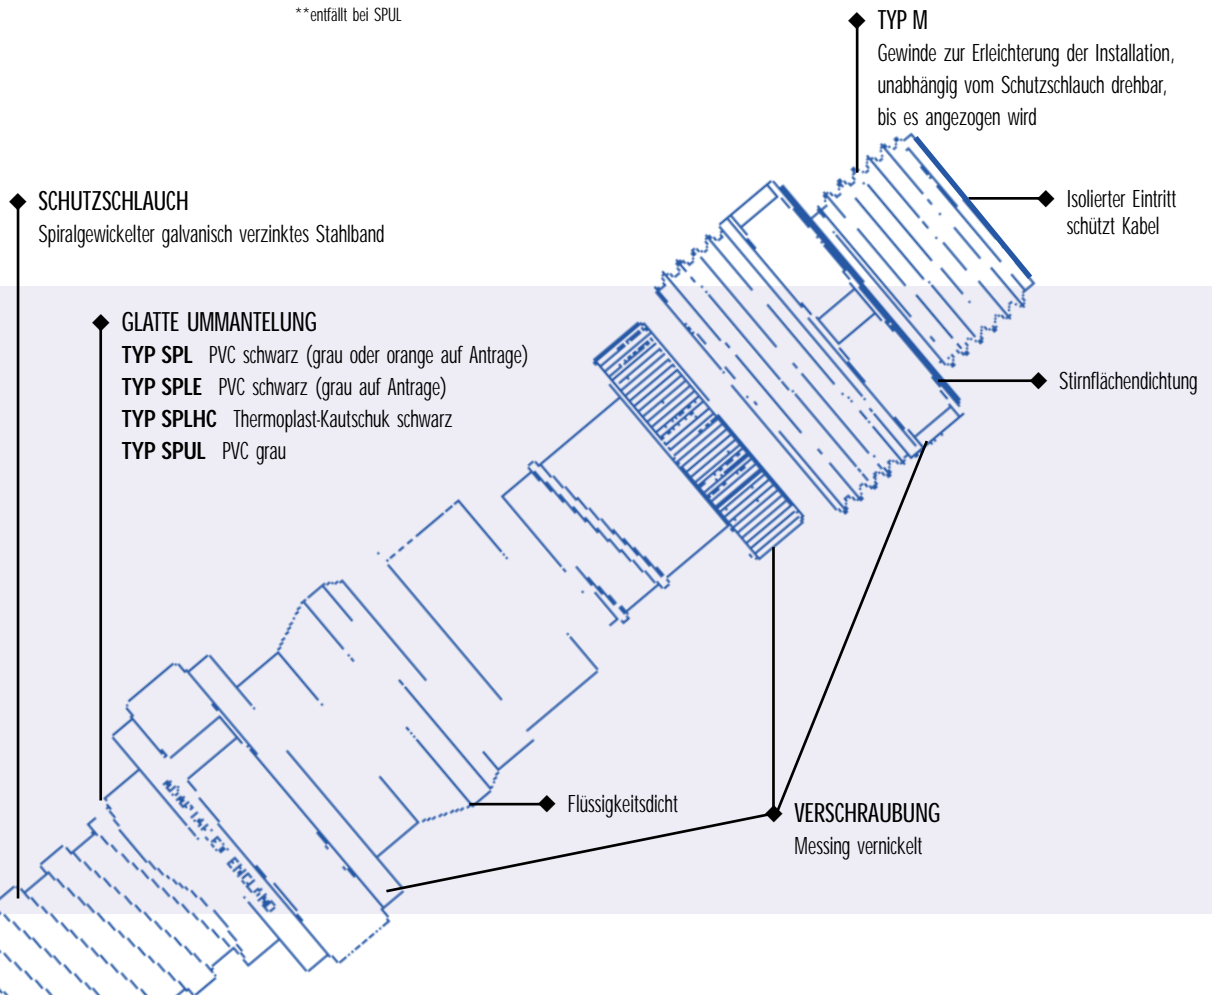 **entfällt bei SPUL
TYP M
Gewinde zur Erleichterung der Installation,
unabhängig vom Schutzschlauch drehbar,
bis es angezogen wird
Isolierter Eintritt
schützt Kabel
SCHUTZSCHLAUCH
Spiralgewickelter galvanisch verzinktes Stahlband
GLATTE UMMANTELUNG
TYP SPL PVC schwarz (grau oder orange auf Antrage)
TYP SPLE PVC schwarz (grau auf Antrage)
TYP SPLHC Thermoplast-Kautschuk schwarz
TYP SPUL PVC grau
Stirnflächendichtung
Flüssigkeitsdicht
VERSCHRAUBUNG
Messing vernickelt
ADAPTAFLEX ENGLAND